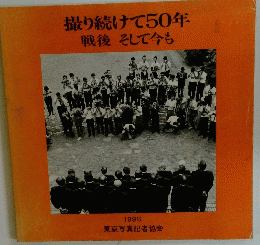 撮り続けて50年
戦後 そして今も
東京写真記者協会